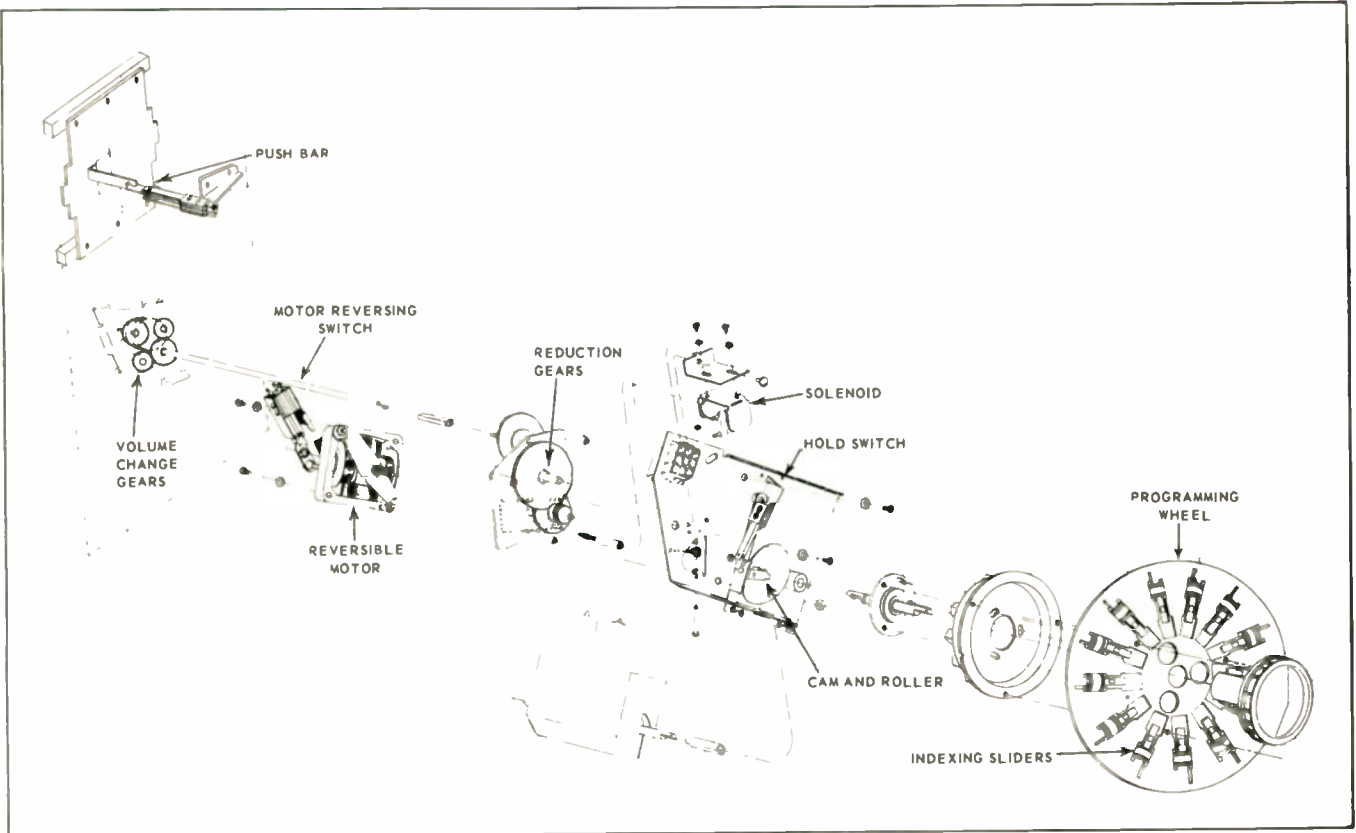 PUSH BAR
MOTOR REVERSING
SWITCH
REDUCTION
GEARS
SOLENOID
HOLD SWITCH
VOLUME
CHANGE
GEARS
PROGRAMMING
WHEEL
REVERSIBLE
MOTOR
CAM AND ROLLER
INDEXING SLIDERS